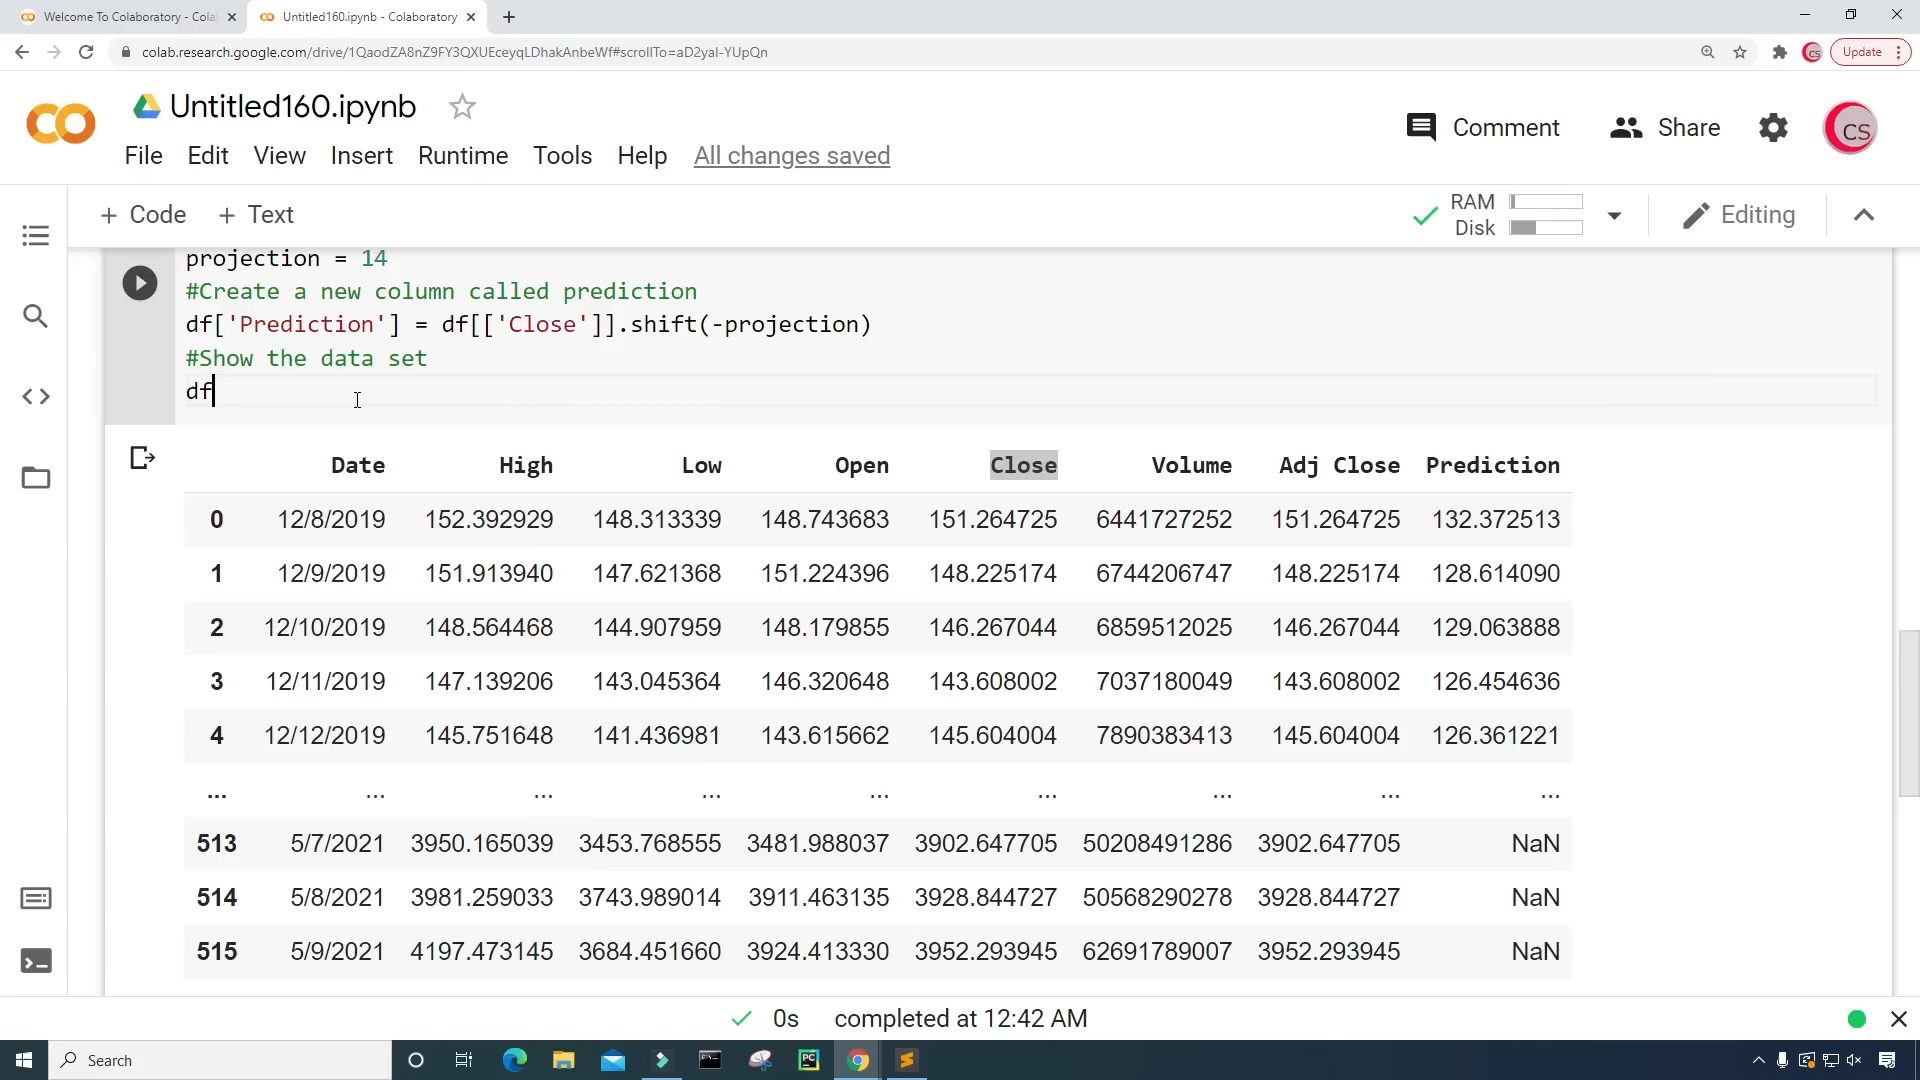 Welcome To Colaboratory - Cola
Untitled160.ipynb - Colaboratory
colab.research.google.com/drive/1QaodZA8nZ9FY3QXUEceyqLDhakAnbeWf#scrollTo=aD2yaI-YUpQn
CS
Update
CO
Untitled160.ipynb
Comment
Share
CS
File Edit View Insert Runtime Tools Help All changes saved
+ Code + Text
RAM
Disk
Editing
projection = 14
#Create a new column called prediction
df['Prediction'] = df[['Close']].shift(-projection)
#Show the data set
df
Date High Low Open Close Volume Adj Close Prediction
0 12/8/2019 152.392929 148.313339 148.743683 151.264725 6441727252 151.264725 132.372513
1 12/9/2019 151.913940 147.621368 151.224396 148.225174 6744206747 148.225174 128.614090
2 12/10/2019 148.564468 144.907959 148.179855 146.267044 6859512025 146.267044 129.063888
3 12/11/2019 147.139206 143.045364 146.320648 143.608002 7037180049 143.608002 126.454636
4 12/12/2019 145.751648 141.436981 143.615662 145.604004 7890383413 145.604004 126.361221
... ... ... ... ... ... ... ... ...
513 5/7/2021 3950.165039 3453.768555 3481.988037 3902.647705 50208491286 3902.647705 NaN
514 5/8/2021 3981.259033 3743.989014 3911.463135 3928.844727 50568290278 3928.844727 NaN
515 5/9/2021 4197.473145 3684.451660 3924.413330 3952.293945 62691789007 3952.293945 NaN
0s completed at 12:42 AM
Search
PC